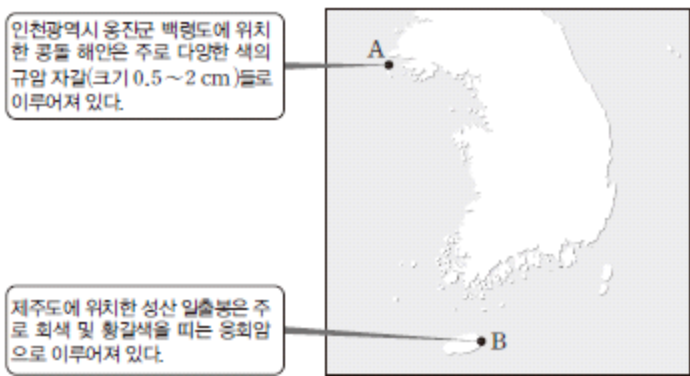 인천광역시 옹진군 백령도에 위치
한 콩돌 해안은 주로 다양한 색의
규암 자갈(크기 0.5～2 cm)들로
이루어져 있다.
A
제주도에 위치한 성산 일출봉은 주
로 회색 및 황갈색을 띠는 응회암
으로 이루어져 있다.
B